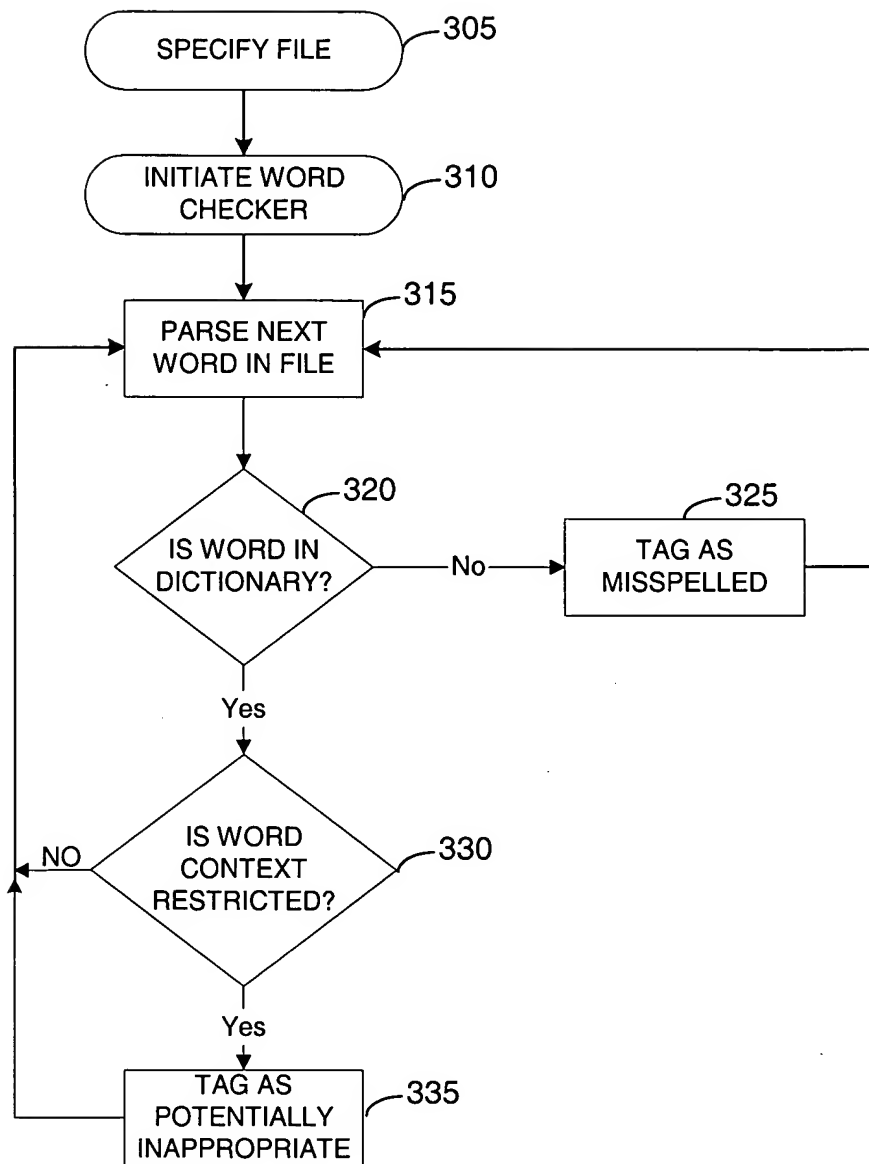 SPECIFY FILE
305
INITIATE WORD
CHECKER
310
PARSE NEXT
WORD IN FILE
315
IS WORD IN
DICTIONARY?
320
No
TAG AS
MISSPELLED
325
Yes
IS WORD
CONTEXT
RESTRICTED?
330
NO
Yes
TAG AS
POTENTIALLY
INAPPROPRIATE
335